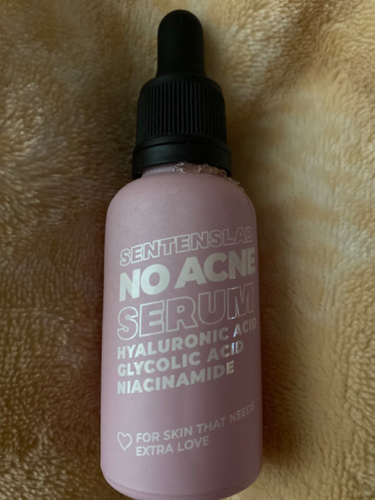 SENTENSLAB
NO ACNE
SERUM
HYALURONIC ACID
GLYCOLIC ACID
NIACINAMIDE
FOR SKIN THAT NEEDS
EXTRA LOVE